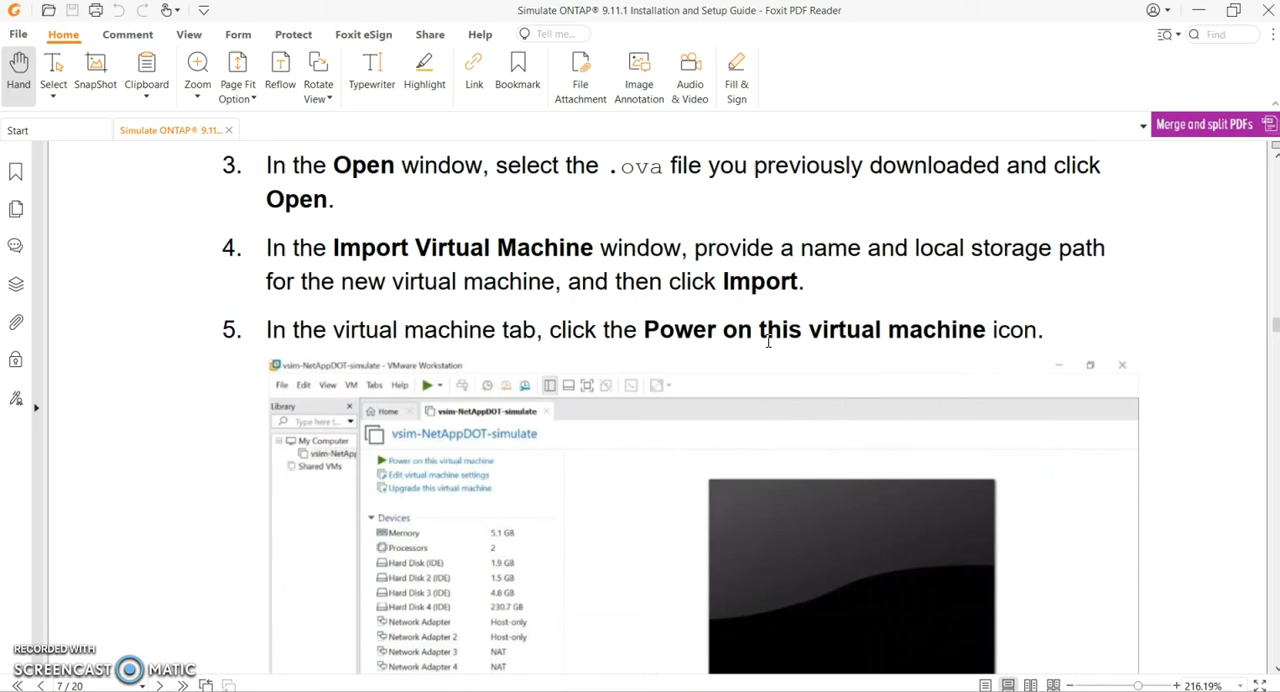 Simulate ONTAP® 9.11.1 Installation and Setup Guide - Foxit PDF Reader
File Home Comment View Form Protect Foxit eSign Share Help Tell me... Find
Hand Select SnapShot Clipboard Zoom Page Fit Option Reflow Rotate View Typewriter Highlight Link Bookmark File Attachment Image Annotation Audio & Video Fill & Sign
Start Simulate ONTAP® 9.11... Merge and split PDFs
3. In the Open window, select the .ova file you previously downloaded and click
Open.
4. In the Import Virtual Machine window, provide a name and local storage path
for the new virtual machine, and then click Import.
5. In the virtual machine tab, click the Power on this virtual machine icon.
vsim-NetAppDOT-simulate - VMware Workstation
File Edit View VM Tabs Help
Library Home vsim-NetAppDOT-simulate
Type here t...
My Computer
vsim-NetAp
Shared VMs
vsim-NetAppDOT-simulate
Power on this virtual machine
Edit virtual machine settings
Upgrade this virtual machine
Devices
Memory 5.1 GB
Processors 2
Hard Disk (IDE) 1.9 GB
Hard Disk 2 (IDE) 1.5 GB
Hard Disk 3 (IDE) 4.8 GB
Hard Disk 4 (IDE) 230.7 GB
Network Adapter Host-only
Network Adapter 2 Host-only
Network Adapter 3 NAT
Network Adapter 4 NAT
RECORDED WITH
SCREENCAST MATIC
7 / 20 216.19%